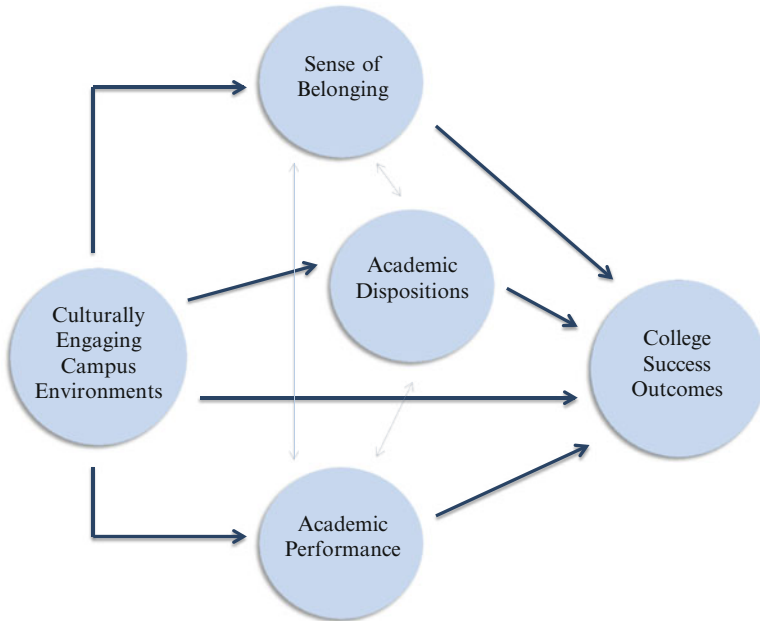 Sense of
Belonging
Academic
Dispositions
Culturally
Engaging
Campus
Environments
College
Success
Outcomes
Academic
Performance